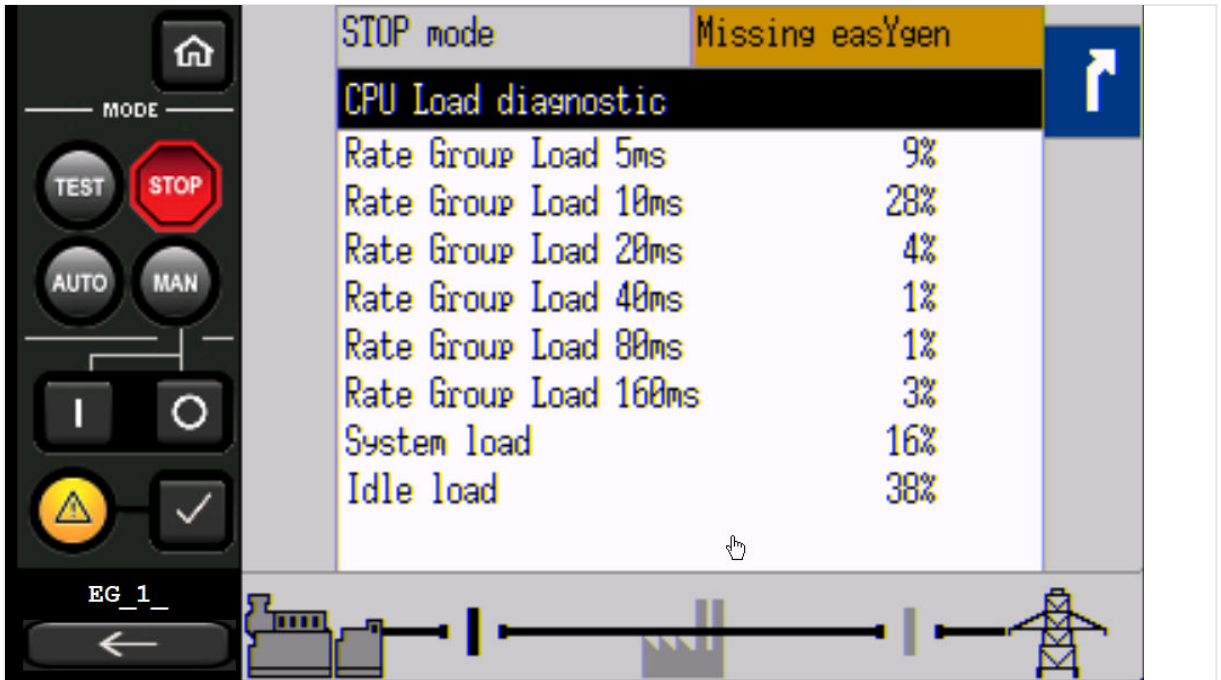 STOP mode
Missing easYgen
MODE
CPU Load diagnostic
TEST
STOP
AUTO
MAN
Rate Group Load 5ms 9%
Rate Group Load 10ms 28%
Rate Group Load 20ms 4%
Rate Group Load 40ms 1%
Rate Group Load 80ms 1%
Rate Group Load 160ms 3%
System load 16%
Idle load 38%
I
O
EG_1_